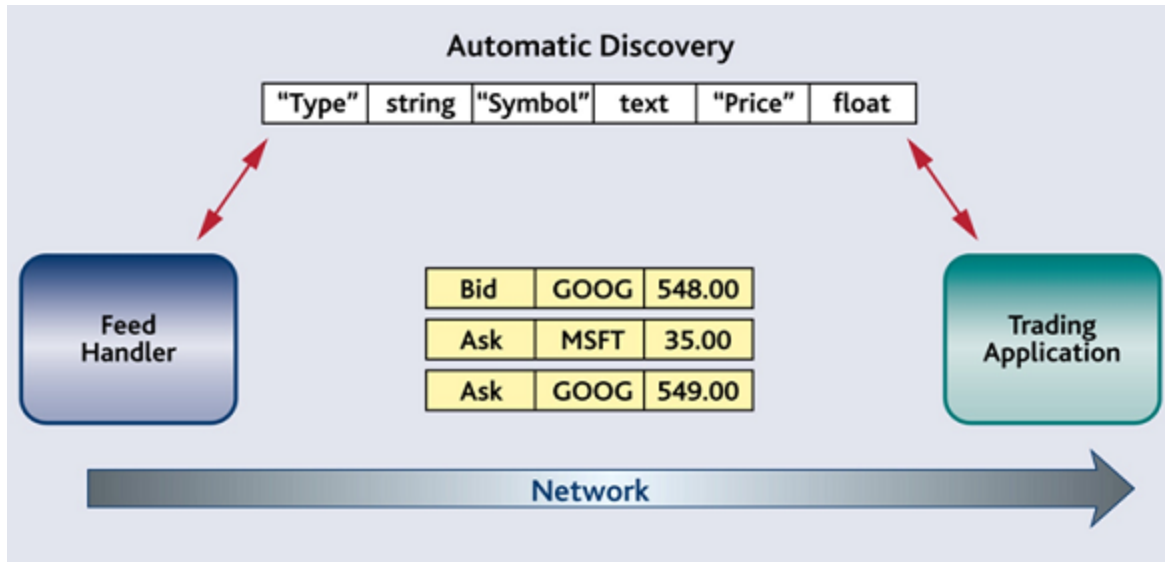 Automatic Discovery
“Type” string “Symbol” text “Price” float
Feed
Handler
Bid GOOG 548.00
Ask MSFT 35.00
Ask GOOG 549.00
Trading
Application
Network